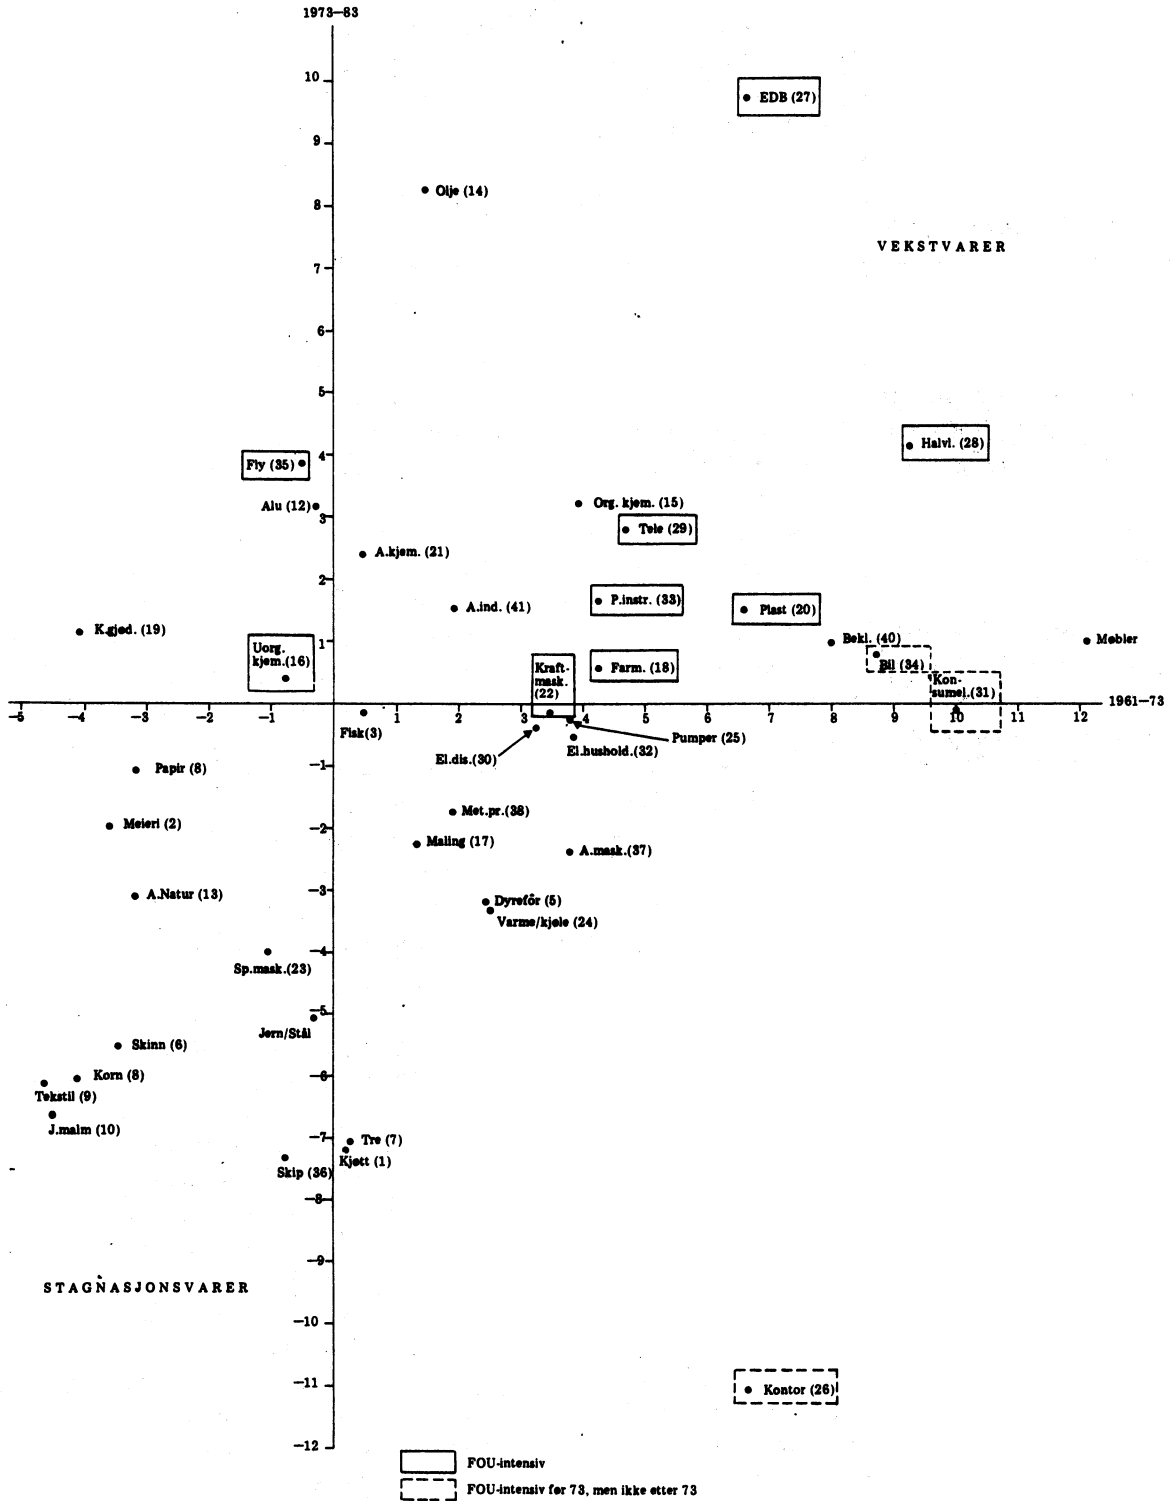 1973–83
10
EDB (27)
9
Olje (14)
8
VEKSTVARER
7
6
5
Halvl. (28)
4
Fly (35)
Alu (12)
Org. kjem. (15)
3
Tele (29)
A.kjem. (21)
2
P.instr. (33)
A.ind. (41)
Plast (20)
K.gjød. (19)
1
Bekl. (40)
Møbler
Uorg.
kjem.(16)
Kraft-
mask.
(22)
Farm. (18)
Bil (34)
Kon-
sumel.(31)
1961–73
–5 –4 –3 –2 –1 1 2 3 4 5 6 7 8 9 10 11 12
Fisk(3)
Pumper (25)
El.hushold.(32)
El.dis.(30)
–1
Papir (8)
Met.pr.(38)
Meieri (2)
–2
Maling (17)
A.mask.(37)
–3
A.Natur (13)
Dyrefôr (5)
Varme/kjøle (24)
–4
Sp.mask.(23)
–5
Jern/Stål
Skinn (6)
Korn (8)
–6
Tekstil (9)
J.malm (10)
–7
Tre (7)
Kjøtt (1)
Skip (36)
–8
–9
STAGNASJONSVARER
–10
–11
Kontor (26)
–12
FOU-intensiv
FOU-intensiv før 73, men ikke etter 73